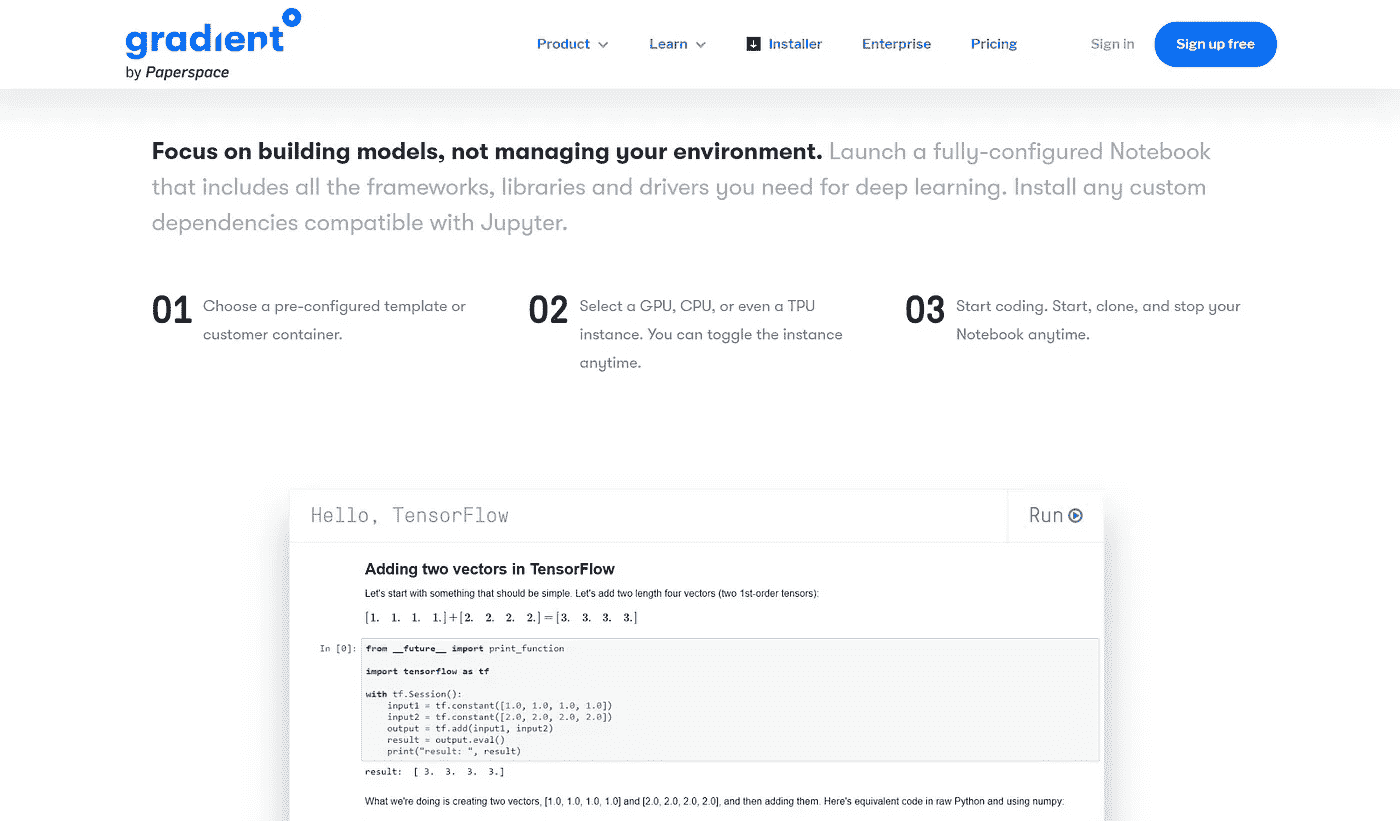 gradient
by Paperspace
Product
Learn
Installer
Enterprise
Pricing
Sign in
Sign up free
Focus on building models, not managing your environment. Launch a fully-configured Notebook
that includes all the frameworks, libraries and drivers you need for deep learning. Install any custom
dependencies compatible with Jupyter.
01
Choose a pre-configured template or
customer container.
02
Select a GPU, CPU, or even a TPU
instance. You can toggle the instance
anytime.
03
Start coding. Start, clone, and stop your
Notebook anytime.
Hello, TensorFlow
Run
Adding two vectors in TensorFlow
Let's start with something that should be simple. Let's add two length four vectors (two 1st-order tensors):
[1. 1. 1. 1.] + [2. 2. 2. 2.] = [3. 3. 3. 3.]
In [0]:
from __future__ import print_function
import tensorflow as tf
with tf.Session():
    input1 = tf.constant([1.0, 1.0, 1.0, 1.0])
    input2 = tf.constant([2.0, 2.0, 2.0, 2.0])
    output = tf.add(input1, input2)
    result = output.eval()
    print("result: ", result)
result: [ 3. 3. 3. 3.]
What we're doing is creating two vectors, [1.0, 1.0, 1.0, 1.0] and [2.0, 2.0, 2.0, 2.0], and then adding them. Here's equivalent code in raw Python and using numpy: